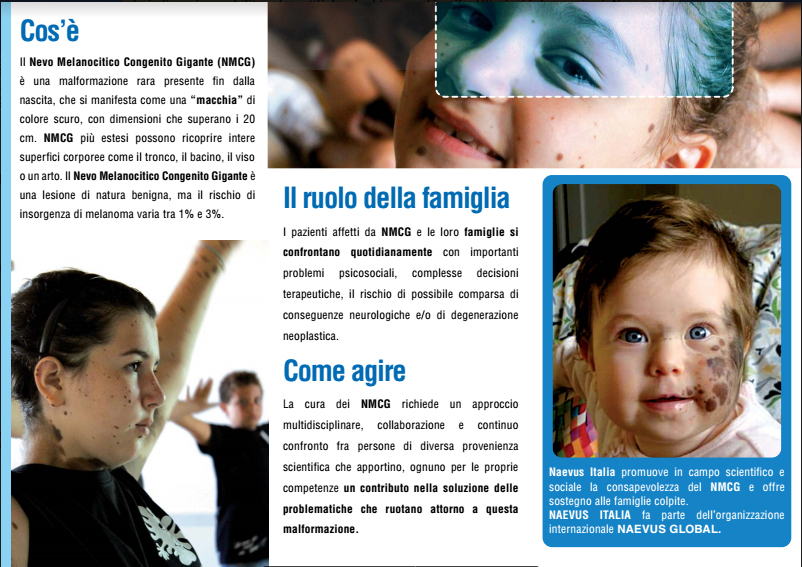 Cos'è
Il Nevo Melanocitico Congenito Gigante (NMCG)
è una malformazione rara presente fin dalla
nascita, che si manifesta come una “macchia” di
colore scuro, con dimensioni che superano i 20
cm. NMCG più estesi possono ricoprire intere
superfici corporee come il tronco, il bacino, il viso
o un arto. Il Nevo Melanocitico Congenito Gigante è
una lesione di natura benigna, ma il rischio di
insorgenza di melanoma varia tra 1% e 3%.
Il ruolo della famiglia
I pazienti affetti da NMCG e le loro famiglie si
confrontano quotidianamente con importanti
problemi psicosociali, complesse decisioni
terapeutiche, il rischio di possibile comparsa di
conseguenze neurologiche e/o di degenerazione
neoplastica.
Come agire
La cura dei NMCG richiede un approccio
multidisciplinare, collaborazione e continuo
confronto fra persone di diversa provenienza
scientifica che apportino, ognuno per le proprie
competenze un contributo nella soluzione delle
problematiche che ruotano attorno a questa
malformazione.
Naevus Italia promuove in campo scientifico e
sociale la consapevolezza del NMCG e offre
sostegno alle famiglie colpite.
NAEVUS ITALIA fa parte dell'organizzazione
internazionale NAEVUS GLOBAL.